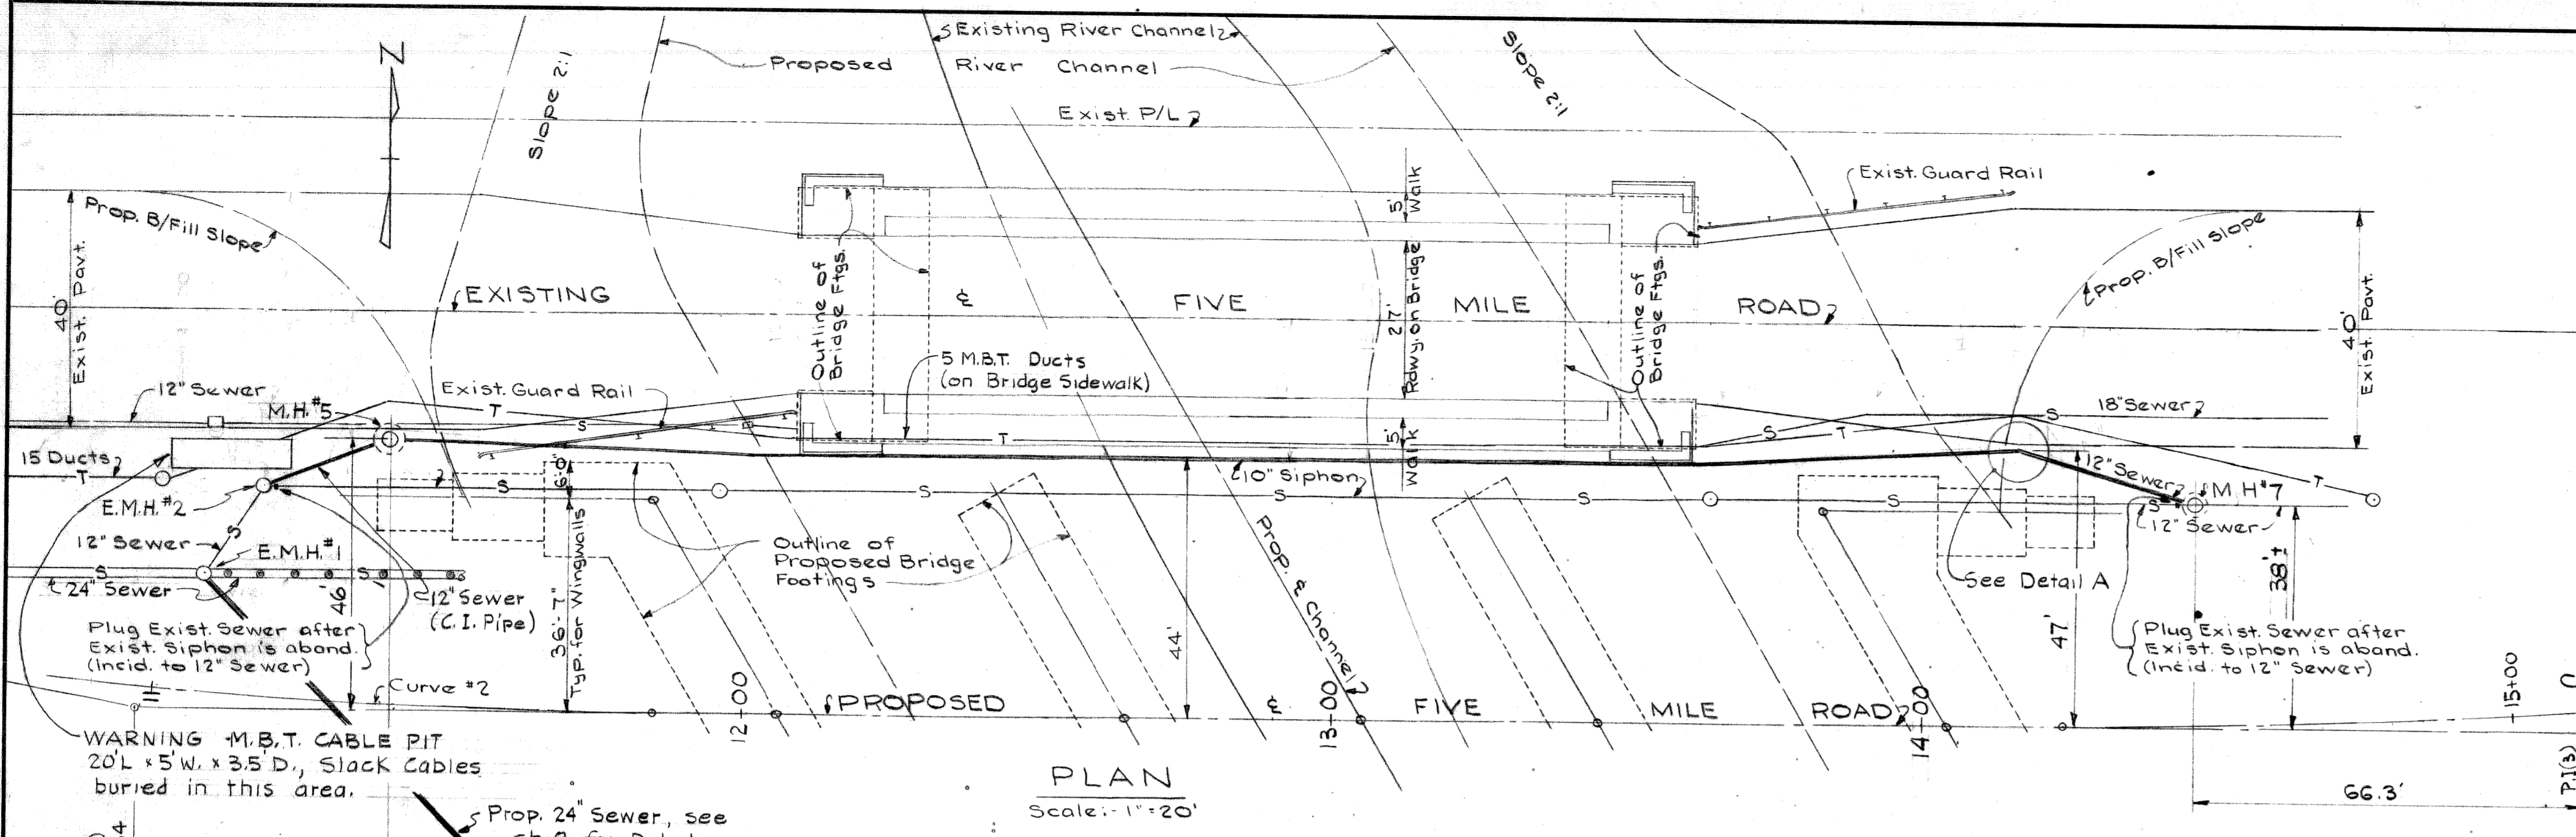 Existing River Channel
Proposed River Channel
Exist. P/L
N
Slope 2:1
Slope 2:1
Exist. Guard Rail
5' Walk
Prop. B/Fill Slope
Prop. B/Fill Slope
40' Exist. Pavt.
Outline of
Bridge Ftgs.
27' Rdwy. on Bridge
Outline of
Bridge Ftgs.
40' Exist. Pavt.
EXISTING ℄ FIVE MILE ROAD
5 M.B.T. Ducts
(on Bridge Sidewalk)
12" Sewer
Exist. Guard Rail
M.H.#5
T
S
T
S
T
S
18" Sewer
5' Walk
15 Ducts
T
6'-0"
10" Siphon
12" Sewer
M.H#7
T
E.M.H.#2
S
S
S
S
S
S
S
12" Sewer
12" Sewer
E.M.H.#1
S
S
24" Sewer
46'
12" Sewer
(C.I. Pipe)
36'-7"
Typ. for Wingwalls
Outline of
Proposed Bridge
Footings
Prop. ℄ Channel
See Detail A
38'±
47'
44'
Plug Exist. Sewer after
Exist. Siphon is aband.
(Incid. to 12" Sewer)
Plug Exist. Sewer after
Exist. Siphon is aband.
(Incid. to 12" Sewer)
Curve #2
12+00
13+00
14+00
15+00
P.I(3)
PROPOSED ℄ FIVE MILE ROAD
WARNING M.B.T. CABLE PIT
20'L x 5'W. x 3.5'D., Slack Cables
buried in this area.
PLAN
Scale:- 1"=20'
66.3'
Prop. 24" Sewer, see